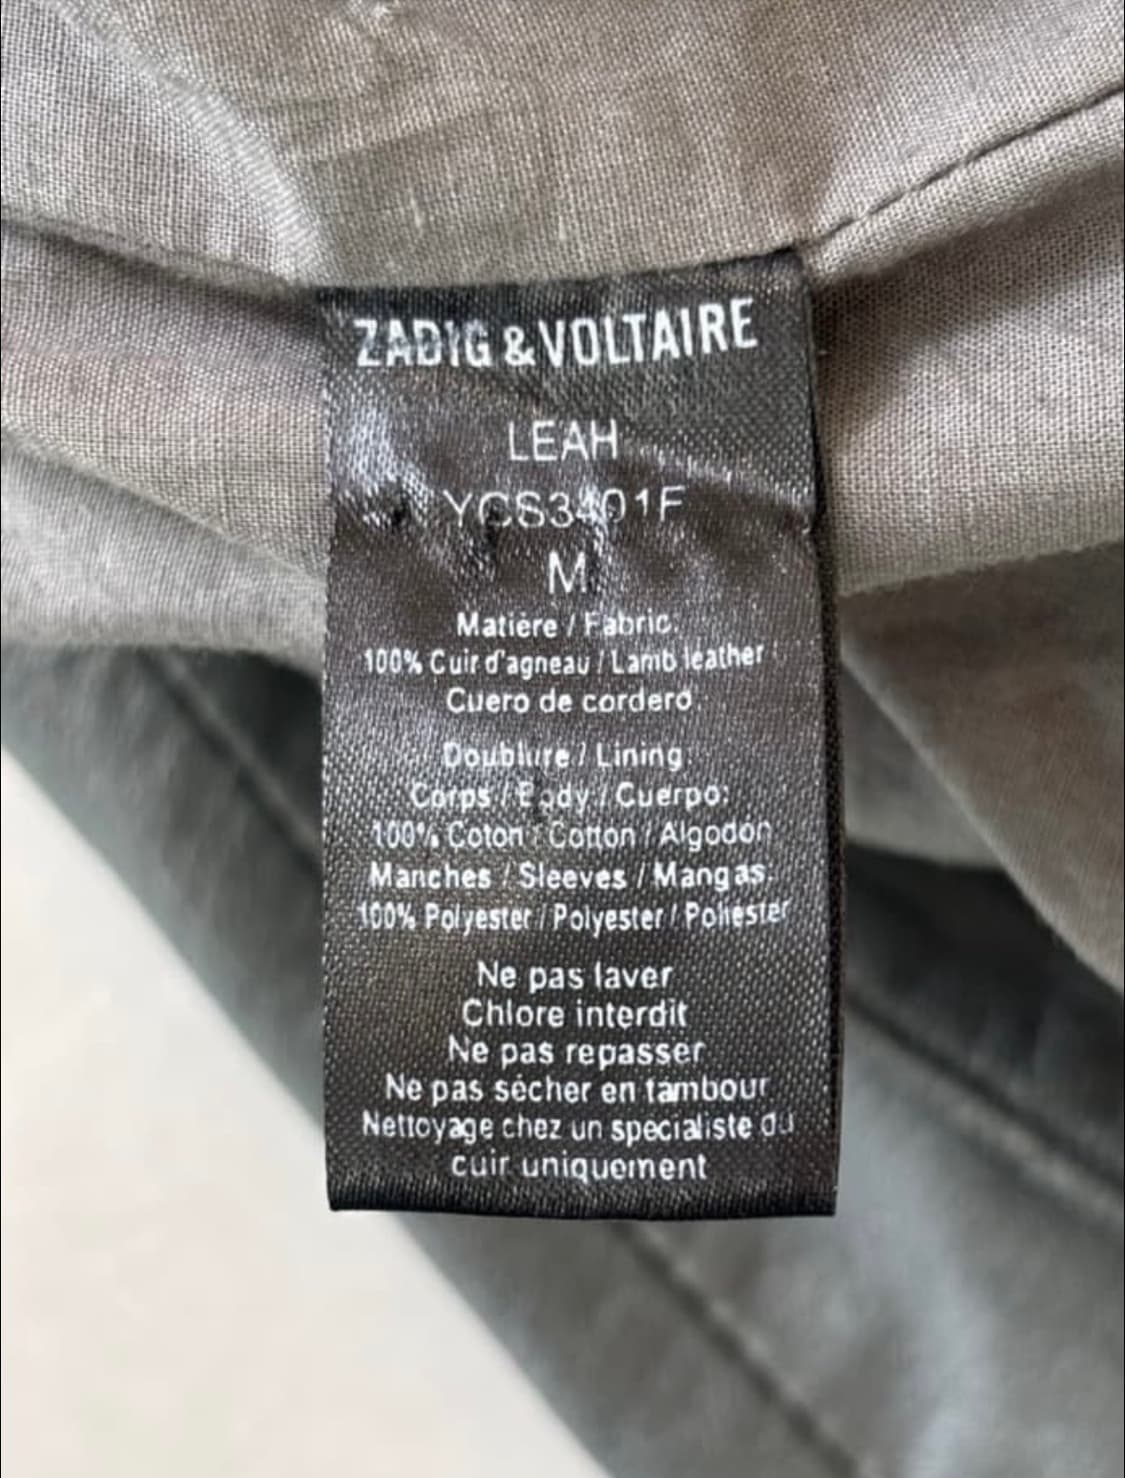 ZADIG & VOLTAIRE
LEAH
YCS3401F
M
Matière / Fabric:
100% Cuir d'agneau / Lamb leather
Cuero de cordero:
Doublure / Lining:
Corps / Body / Cuerpo:
100% Coton / Cotton / Algodon
Manches / Sleeves / Mangas:
100% Polyester / Polyester / Poliester
Ne pas laver
Chlore interdit
Ne pas repasser
Ne pas sécher en tambour
Nettoyage chez un specialiste du
cuir uniquement